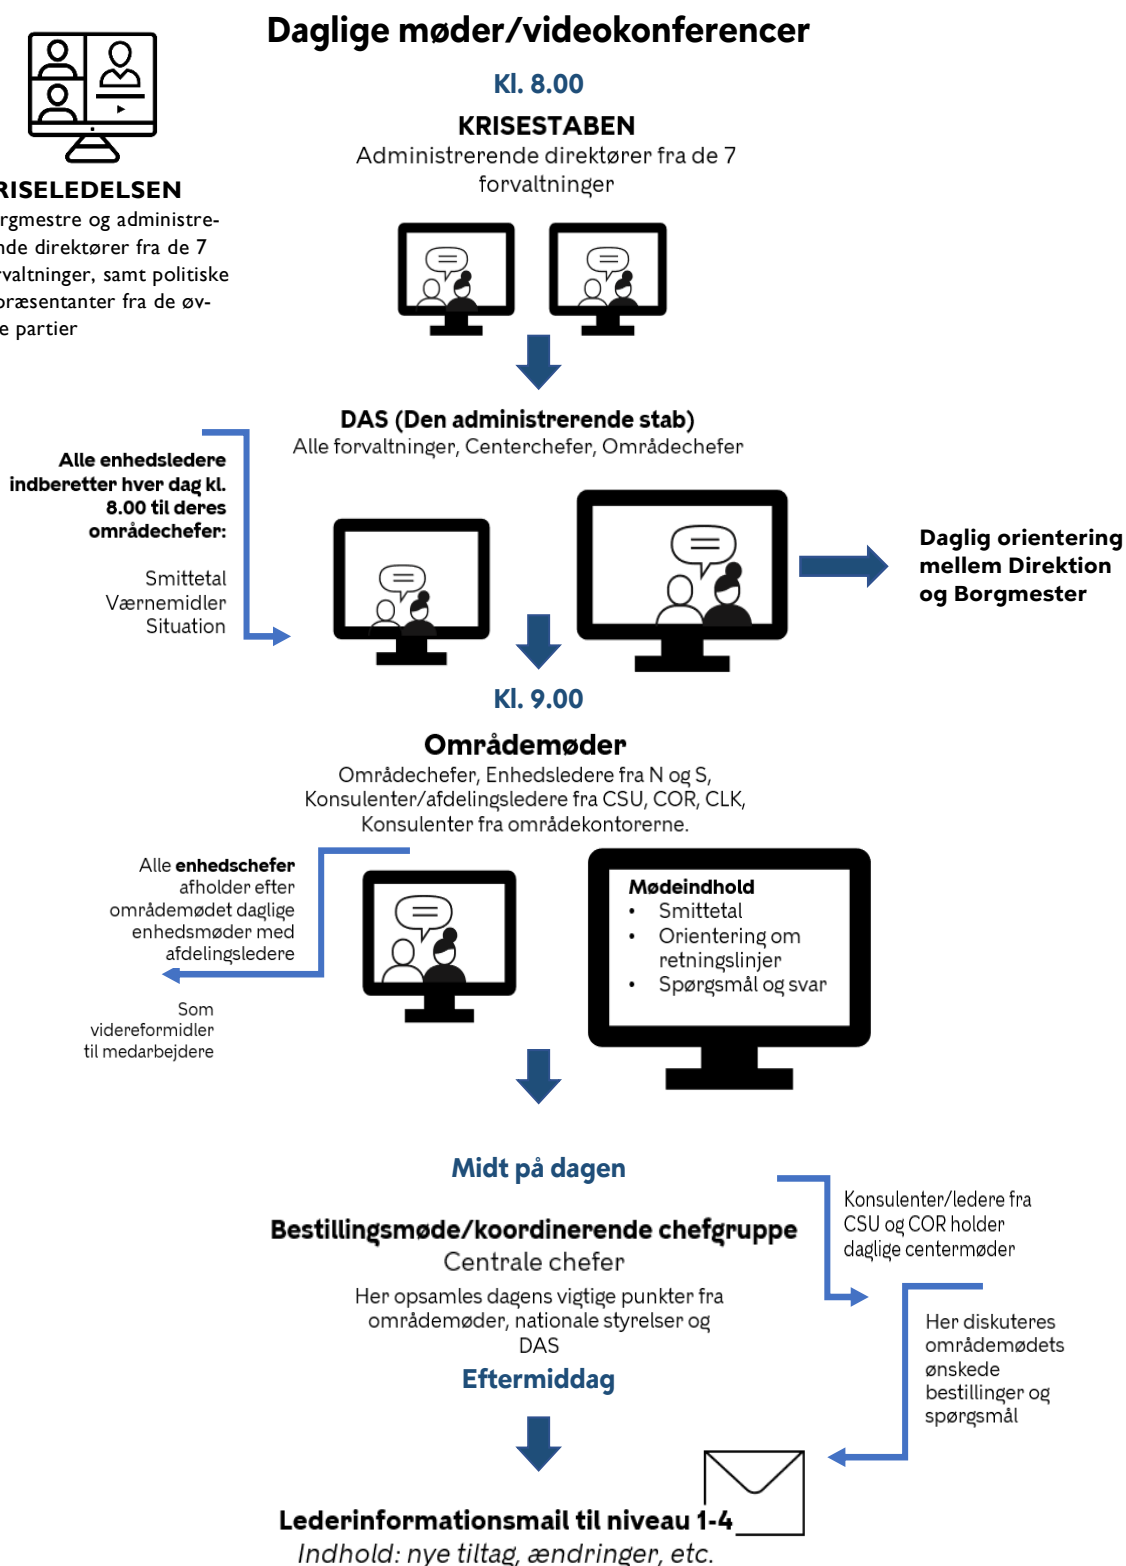 Daglige møder/videokonferencer
Kl. 8.00
KRISESTABEN
Administrerende direktører fra de 7
forvaltninger
RISELEDELSEN
rgmestre og administre-
nde direktører fra de 7
rvaltninger, samt politiske
præsentanter fra de øv-
e partier
DAS (Den administrerende stab)
Alle forvaltninger, Centerchefer, Områdechefer
Alle enhedsledere
indberetter hver dag kl.
8.00 til deres
områdechefer:
Smittetal
Værnemidler
Situation
Daglig orientering
mellem Direktion
og Borgmester
Kl. 9.00
Områdemøder
Områdechefer, Enhedsledere fra N og S,
Konsulenter/afdelingsledere fra CSU, COR, CLK,
Konsulenter fra områdekontorerne.
Alle enhedschefer
afholder efter
områdemødet daglige
enhedsmøder med
afdelingsledere
Som
videreformidler
til medarbejdere
Mødeindhold
• Smittetal
• Orientering om
retningslinjer
• Spørgsmål og svar
Midt på dagen
Bestillingsmøde/koordinerende chefgruppe
Centrale chefer
Her opsamles dagens vigtige punkter fra
områdemøder, nationale styrelser og
DAS
Konsulenter/ledere fra
CSU og COR holder
daglige centermøder
Her diskuteres
områdemødets
ønskede
bestillinger og
spørgsmål
Eftermiddag
Lederinformationsmail til niveau 1-4
Indhold: nye tiltag, ændringer, etc.